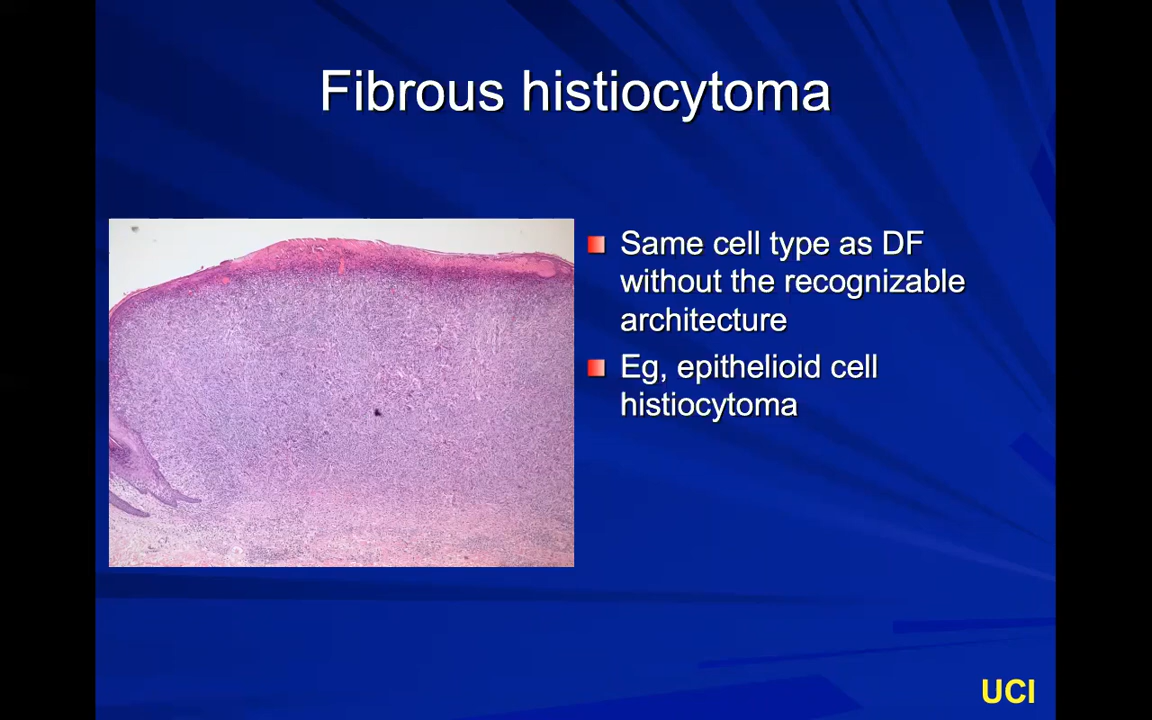 Fibrous histiocytoma
Same cell type as DF
without the recognizable
architecture
Eg, epithelioid cell
histiocytoma
UCI